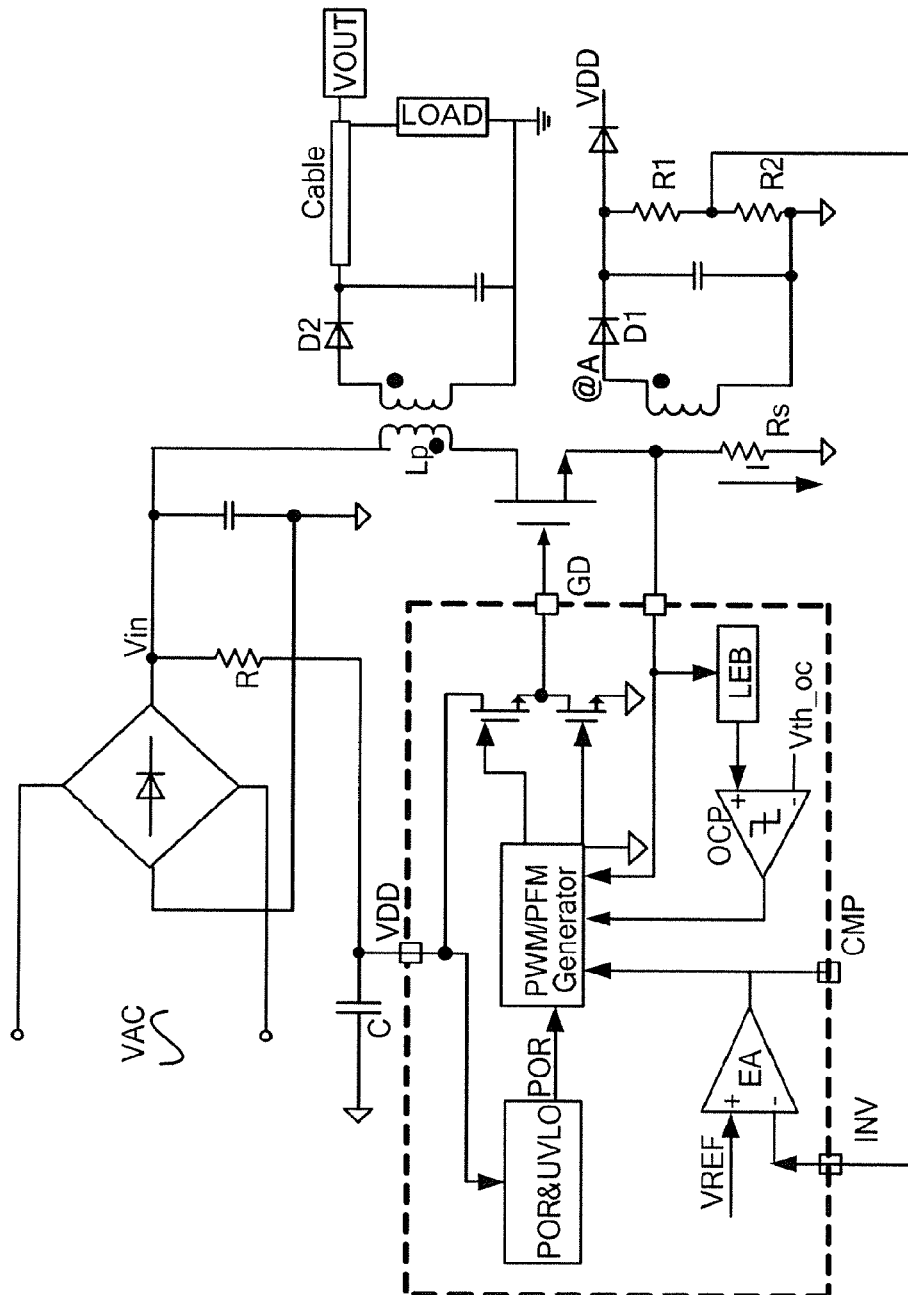 VAC
Vin
R
C
VDD
Cable
VOUT
LOAD
D2
Lp
@A
D1
VDD
R1
R2
GD
I
Rs
POR&UVLO
POR
PWM/PFM
Generator
OCP
+
-
LEB
Vth_oc
VREF
EA
+
-
INV
CMP